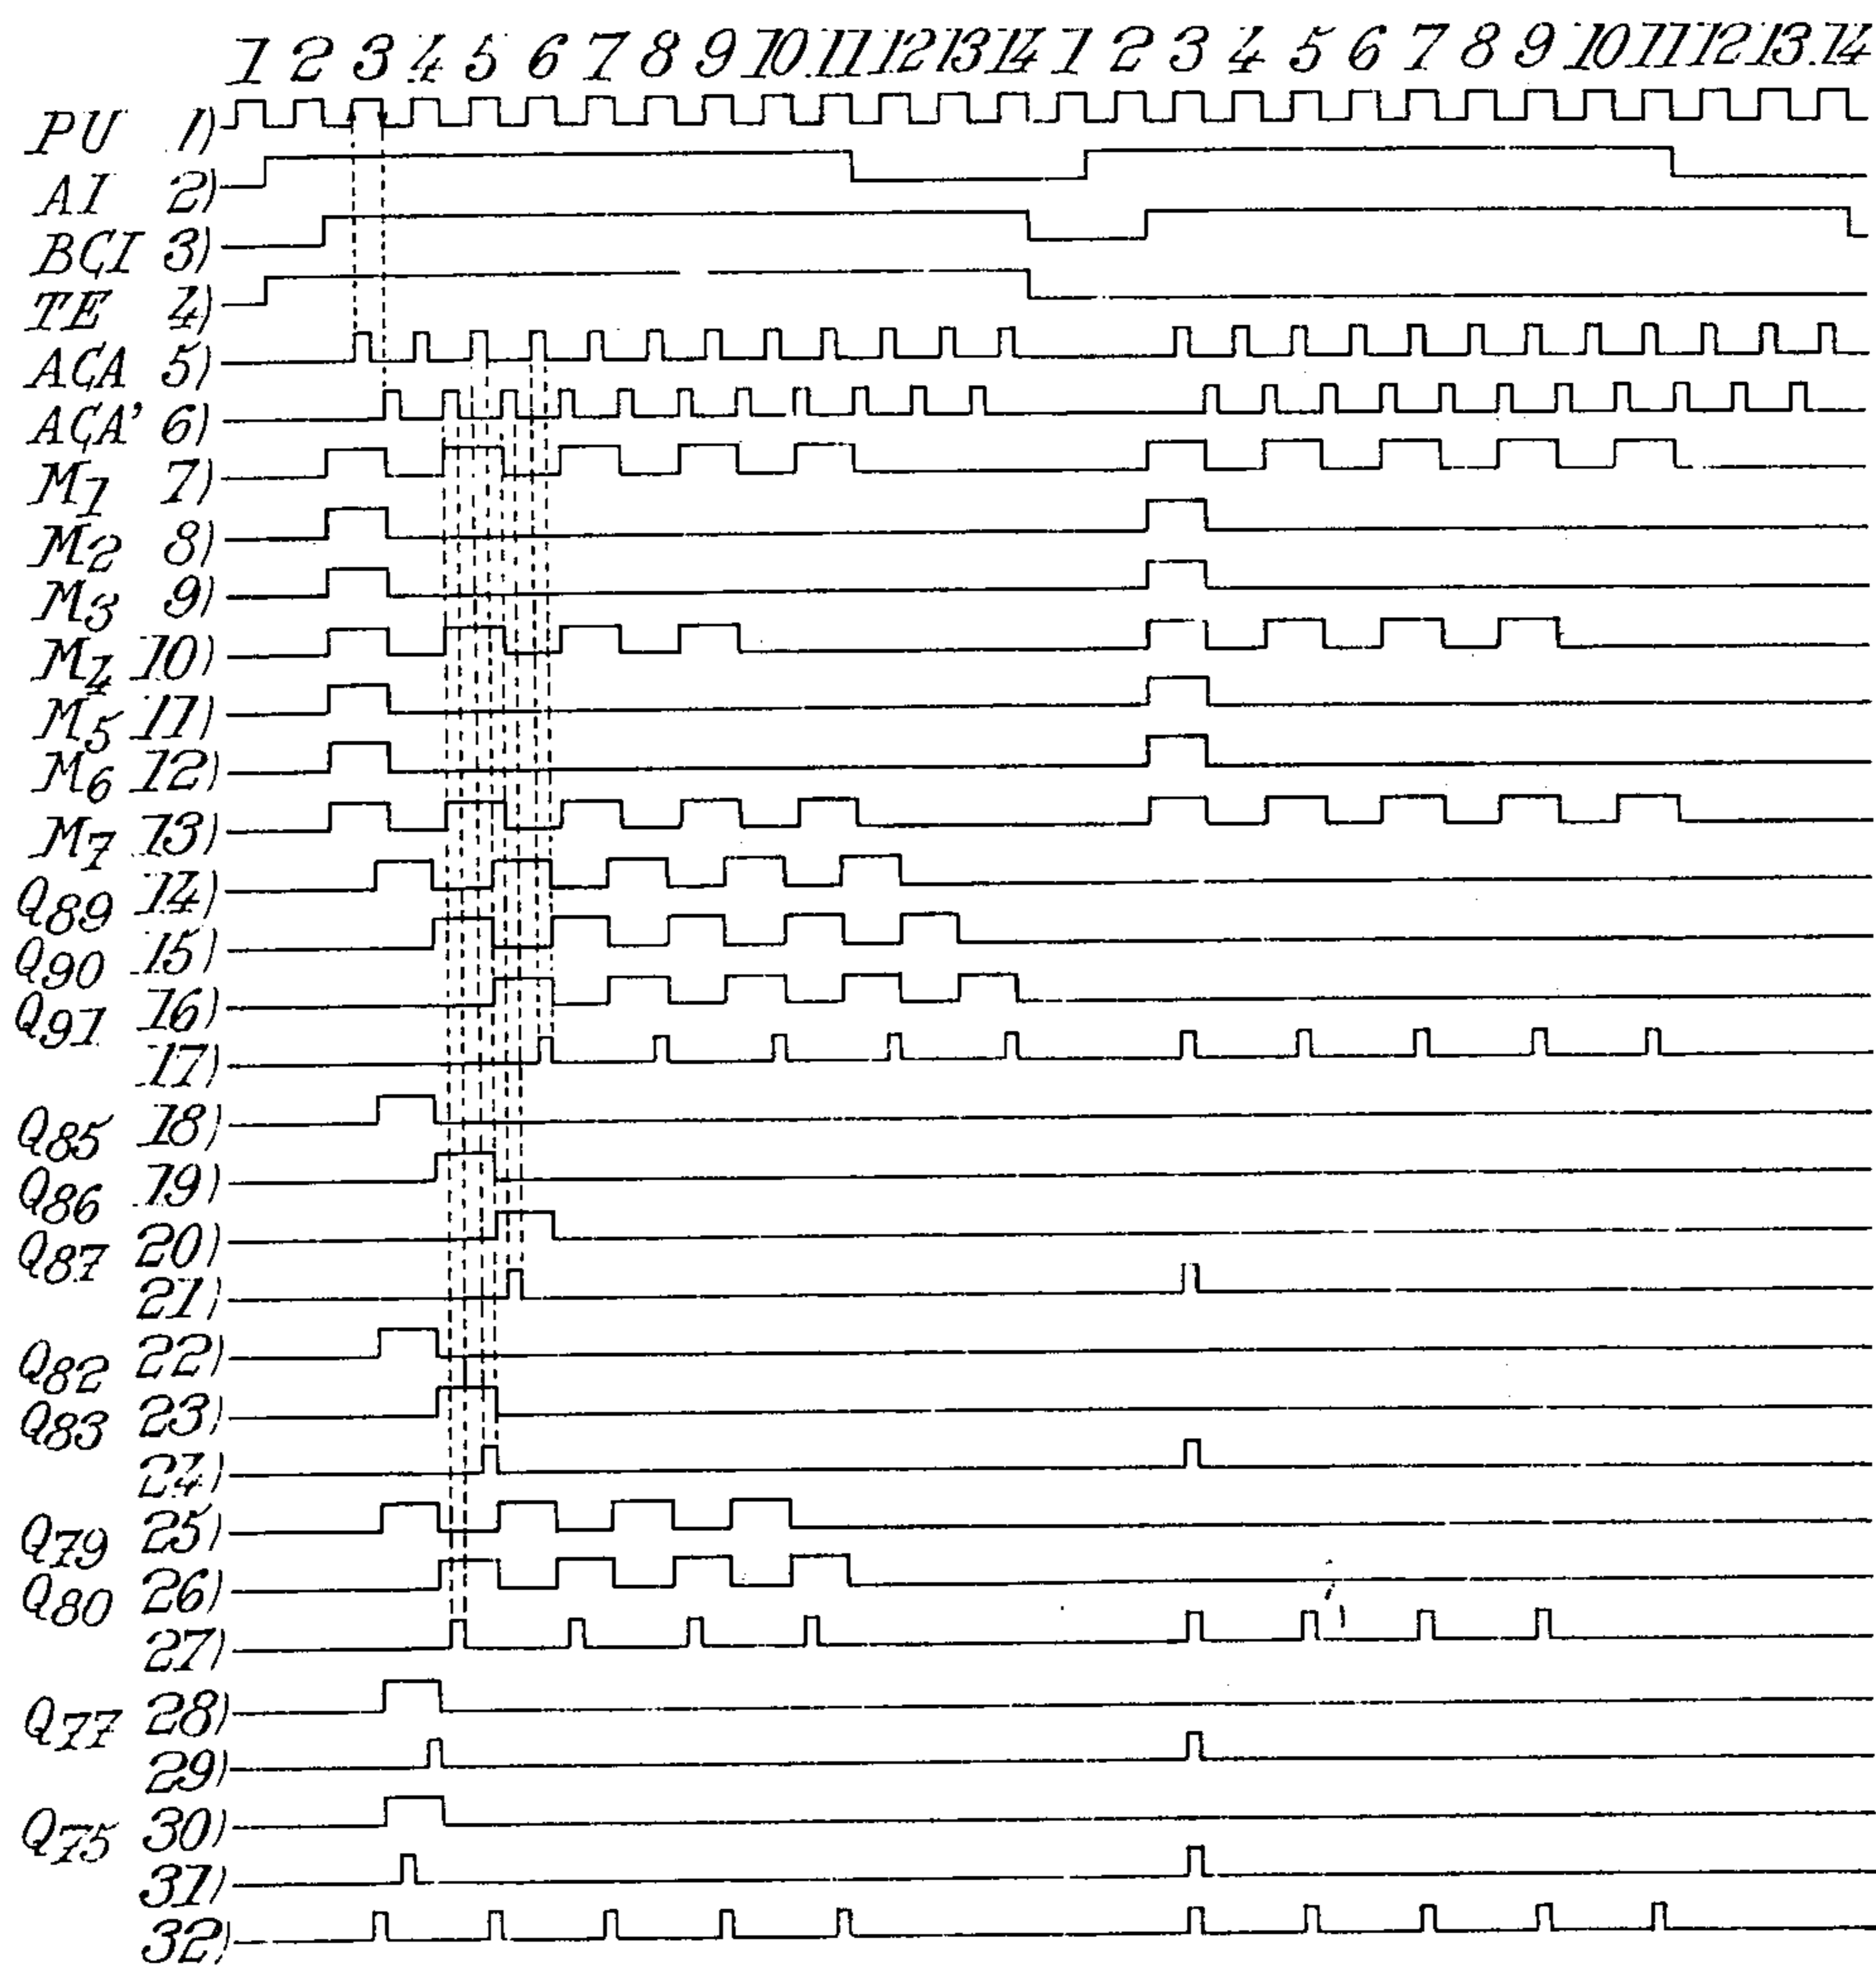 1 2 3 4 5 6 7 8 9 10 11 12 13 14 1 2 3 4 5 6 7 8 9 10 11 12 13 14
PU 1)
AI 2)
BÇI 3)
TE 4)
AÇA 5)
AÇA' 6)
M1 7)
M2 8)
M3 9)
M4 10)
M5 11)
M6 12)
M7 13)
Q89 14)
Q90 15)
Q91 16)
17)
Q85 18)
Q86 19)
Q87 20)
21)
Q82 22)
Q83 23)
24)
Q79 25)
Q80 26)
27)
Q77 28)
29)
Q75 30)
31)
32)